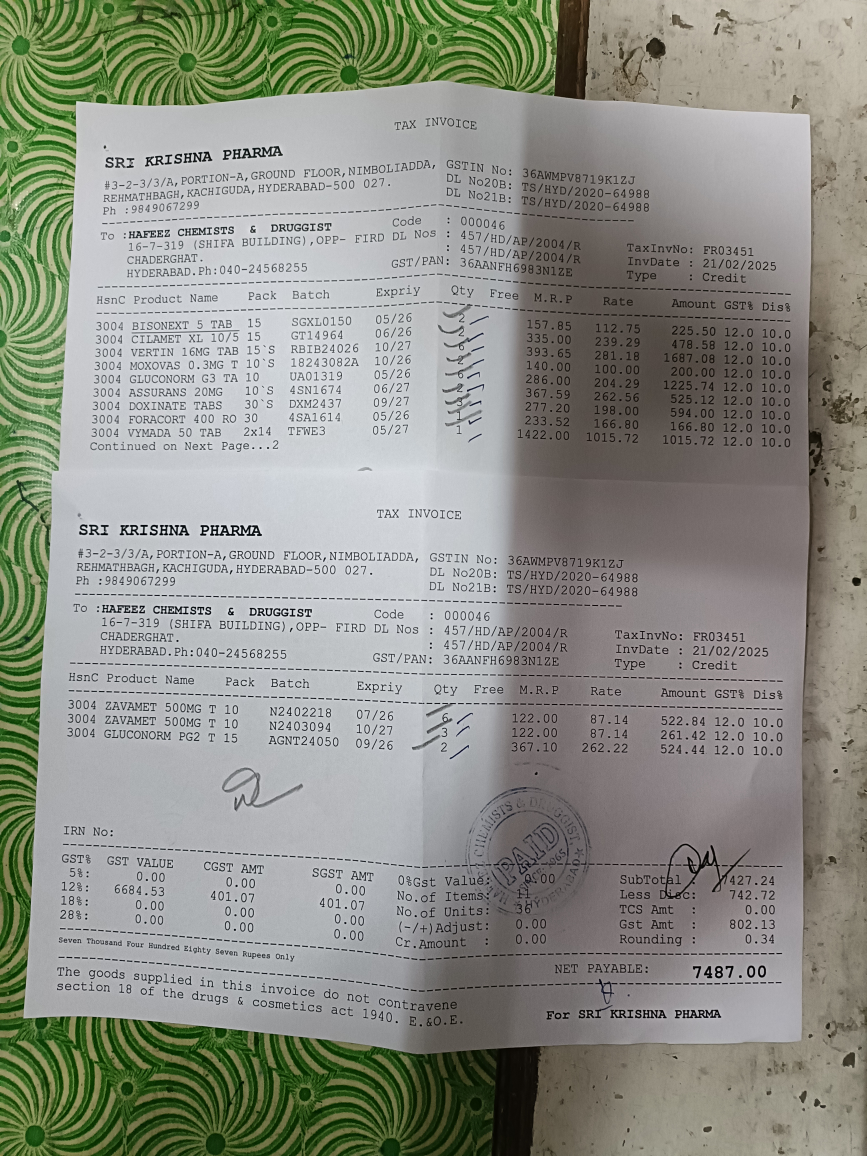 TAX INVOICE
SRI KRISHNA PHARMA
#3-2-3/3/A,PORTION-A,GROUND FLOOR,NIMBOLIADDA, GSTIN No: 36AWMPV8719K1ZJ
REHMATHBAGH,KACHIGUDA,HYDERABAD-500 027. DL No20B: TS/HYD/2020-64988
Ph :9849067299 DL No21B: TS/HYD/2020-64988
To :HAFEEZ CHEMISTS & DRUGGIST Code : 000046
16-7-319 (SHIFA BUILDING),OPP- FIRD DL Nos : 457/HD/AP/2004/R TaxInvNo: FR03451
CHADERGHAT. : 457/HD/AP/2004/R InvDate : 21/02/2025
HYDERABAD.Ph:040-24568255 GST/PAN: 36AANFH6983N1ZE Type : Credit
HsnC Product Name Pack Batch Expriy Qty Free M.R.P Rate Amount GST% Dis%
3004 BISONEXT 5 TAB 15 SGXL0150 05/26 157.85 112.75 225.50 12.0 10.0
3004 CILAMET XL 10/5 15 GT14964 06/26 335.00 239.29 478.58 12.0 10.0
3004 VERTIN 16MG TAB 15`S RBIB24026 10/27 393.65 281.18 1687.08 12.0 10.0
3004 MOXOVAS 0.3MG T 10`S 18243082A 10/26 140.00 100.00 200.00 12.0 10.0
3004 GLUCONORM G3 TA 10 UA01319 05/26 286.00 204.29 1225.74 12.0 10.0
3004 ASSURANS 20MG 10`S 4SN1674 06/27 367.59 262.56 525.12 12.0 10.0
3004 DOXINATE TABS 30`S DXM2437 09/27 277.20 198.00 594.00 12.0 10.0
3004 FORACORT 400 RO 30 4SA1614 05/26 233.52 166.80 166.80 12.0 10.0
3004 VYMADA 50 TAB 2x14 TFWE3 05/27 1 1422.00 1015.72 1015.72 12.0 10.0
Continued on Next Page...2
TAX INVOICE
SRI KRISHNA PHARMA
#3-2-3/3/A,PORTION-A,GROUND FLOOR,NIMBOLIADDA, GSTIN No: 36AWMPV8719K1ZJ
REHMATHBAGH,KACHIGUDA,HYDERABAD-500 027. DL No20B: TS/HYD/2020-64988
Ph :9849067299 DL No21B: TS/HYD/2020-64988
To :HAFEEZ CHEMISTS & DRUGGIST Code : 000046
16-7-319 (SHIFA BUILDING),OPP- FIRD DL Nos : 457/HD/AP/2004/R TaxInvNo: FR03451
CHADERGHAT. : 457/HD/AP/2004/R InvDate : 21/02/2025
HYDERABAD.Ph:040-24568255 GST/PAN: 36AANFH6983N1ZE Type : Credit
HsnC Product Name Pack Batch Expriy Qty Free M.R.P Rate Amount GST% Dis%
3004 ZAVAMET 500MG T 10 N2402218 07/26 6 122.00 87.14 522.84 12.0 10.0
3004 ZAVAMET 500MG T 10 N2403094 10/27 3 122.00 87.14 261.42 12.0 10.0
3004 GLUCONORM PG2 T 15 AGNT24050 09/26 2 367.10 262.22 524.44 12.0 10.0
CHEMISTS & DRUGGIST
PAID
HYDERABAD
IRN No:
GST% GST VALUE CGST AMT SGST AMT 0%Gst Value: 0.00 SubTotal 7427.24
5%: 0.00 0.00 0.00 No.of Items: 11 Less Disc: 742.72
12%: 6684.53 401.07 401.07 No.of Units: 36 TCS Amt : 0.00
18%: 0.00 0.00 0.00 (-/+)Adjust: 0.00 Gst Amt : 802.13
28%: 0.00 0.00 0.00 Cr.Amount : 0.00 Rounding : 0.34
Seven Thousand Four Hundred Eighty Seven Rupees Only
NET PAYABLE: 7487.00
The goods supplied in this invoice do not contravene
section 18 of the drugs & cosmetics act 1940. E.&O.E.
For SRI KRISHNA PHARMA